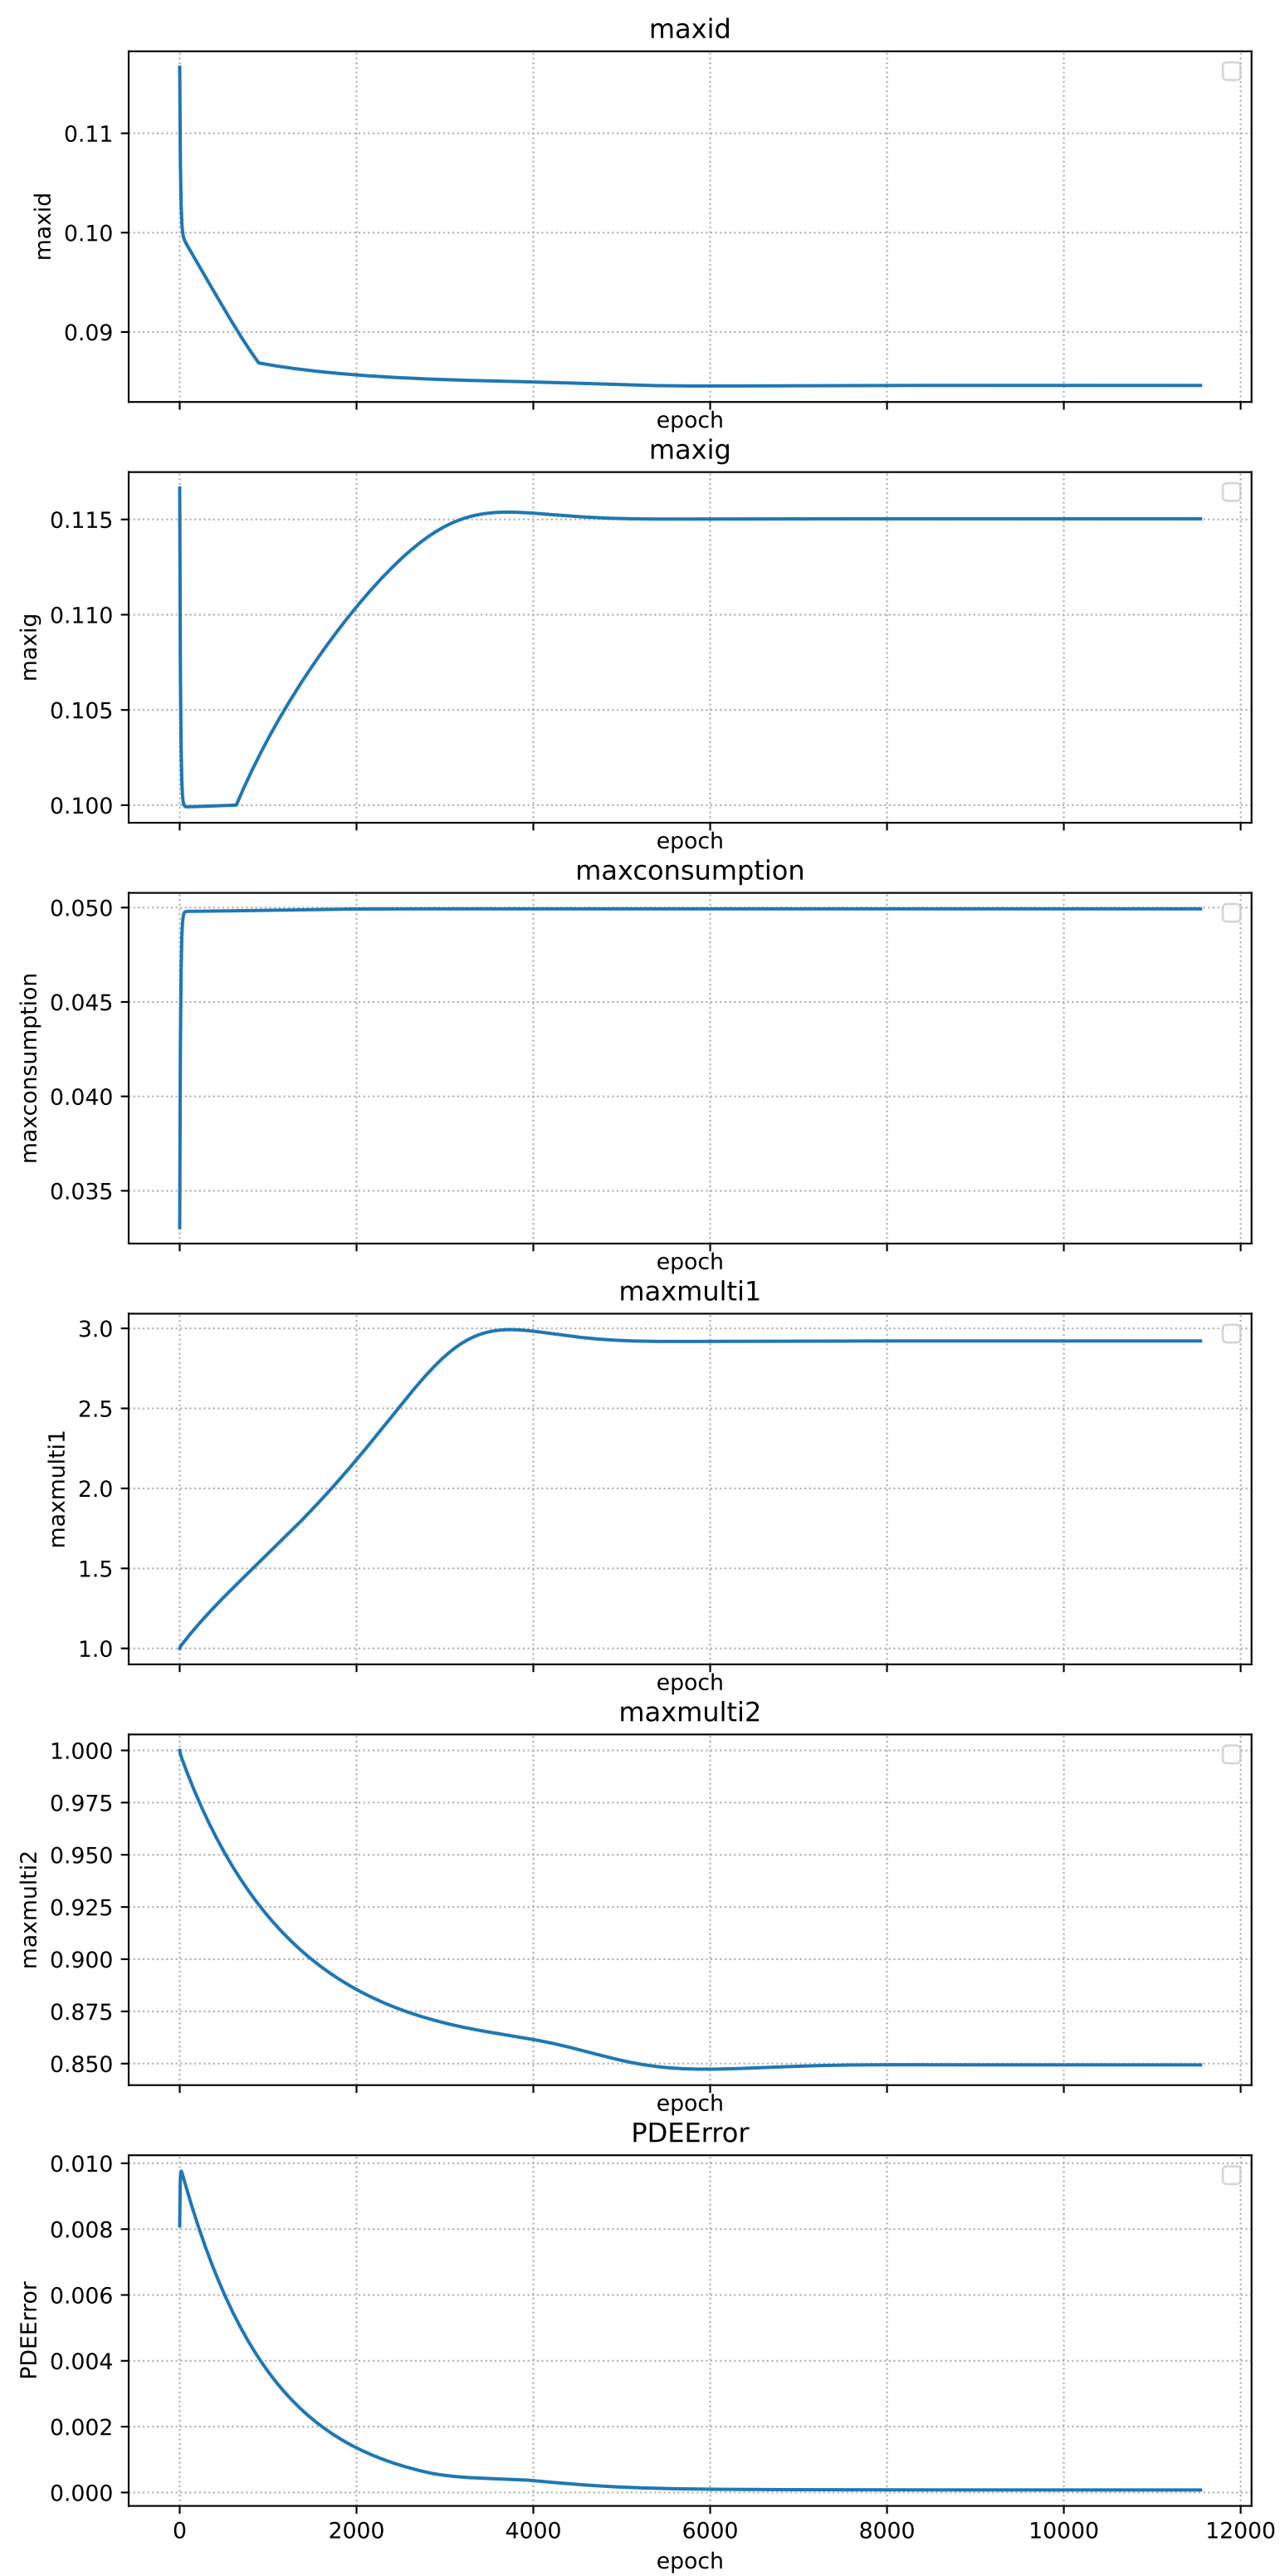 maxid
0.11
0.10
0.09
maxid
epoch
maxig
0.115
0.110
0.105
0.100
maxig
epoch
maxconsumption
0.050
0.045
0.040
0.035
maxconsumption
epoch
maxmulti1
3.0
2.5
2.0
1.5
1.0
maxmulti1
epoch
maxmulti2
1.000
0.975
0.950
0.925
0.900
0.875
0.850
maxmulti2
epoch
PDEError
0.010
0.008
0.006
0.004
0.002
0.000
PDEError
0 2000 4000 6000 8000 10000 12000
epoch